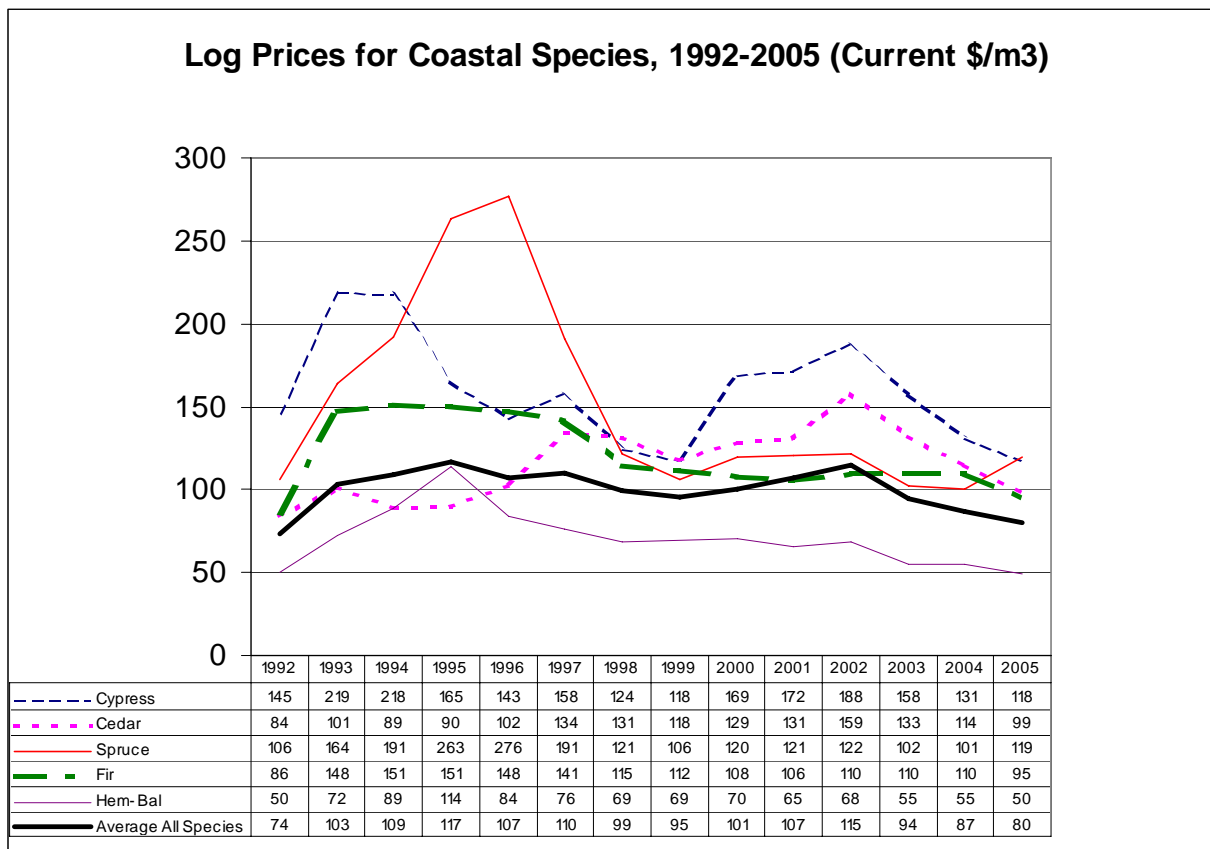 Log Prices for Coastal Species, 1992-2005 (Current $/m3)
300
250
200
150
100
50
0
1992 1993 1994 1995 1996 1997 1998 1999 2000 2001 2002 2003 2004 2005
Cypress 145 219 218 165 143 158 124 118 169 172 188 158 131 118
Cedar 84 101 89 90 102 134 131 118 129 131 159 133 114 99
Spruce 106 164 191 263 276 191 121 106 120 121 122 102 101 119
Fir 86 148 151 151 148 141 115 112 108 106 110 110 110 95
Hem-Bal 50 72 89 114 84 76 69 69 70 65 68 55 55 50
Average All Species 74 103 109 117 107 110 99 95 101 107 115 94 87 80